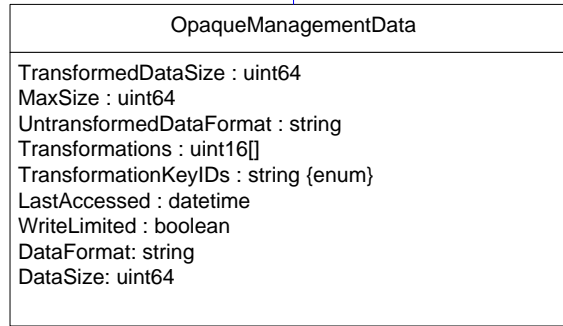 OpaqueManagementData
TransformedDataSize : uint64
MaxSize : uint64
UntransformedDataFormat : string
Transformations : uint16[]
TransformationKeyIDs : string {enum}
LastAccessed : datetime
WriteLimited : boolean
DataFormat: string
DataSize: uint64